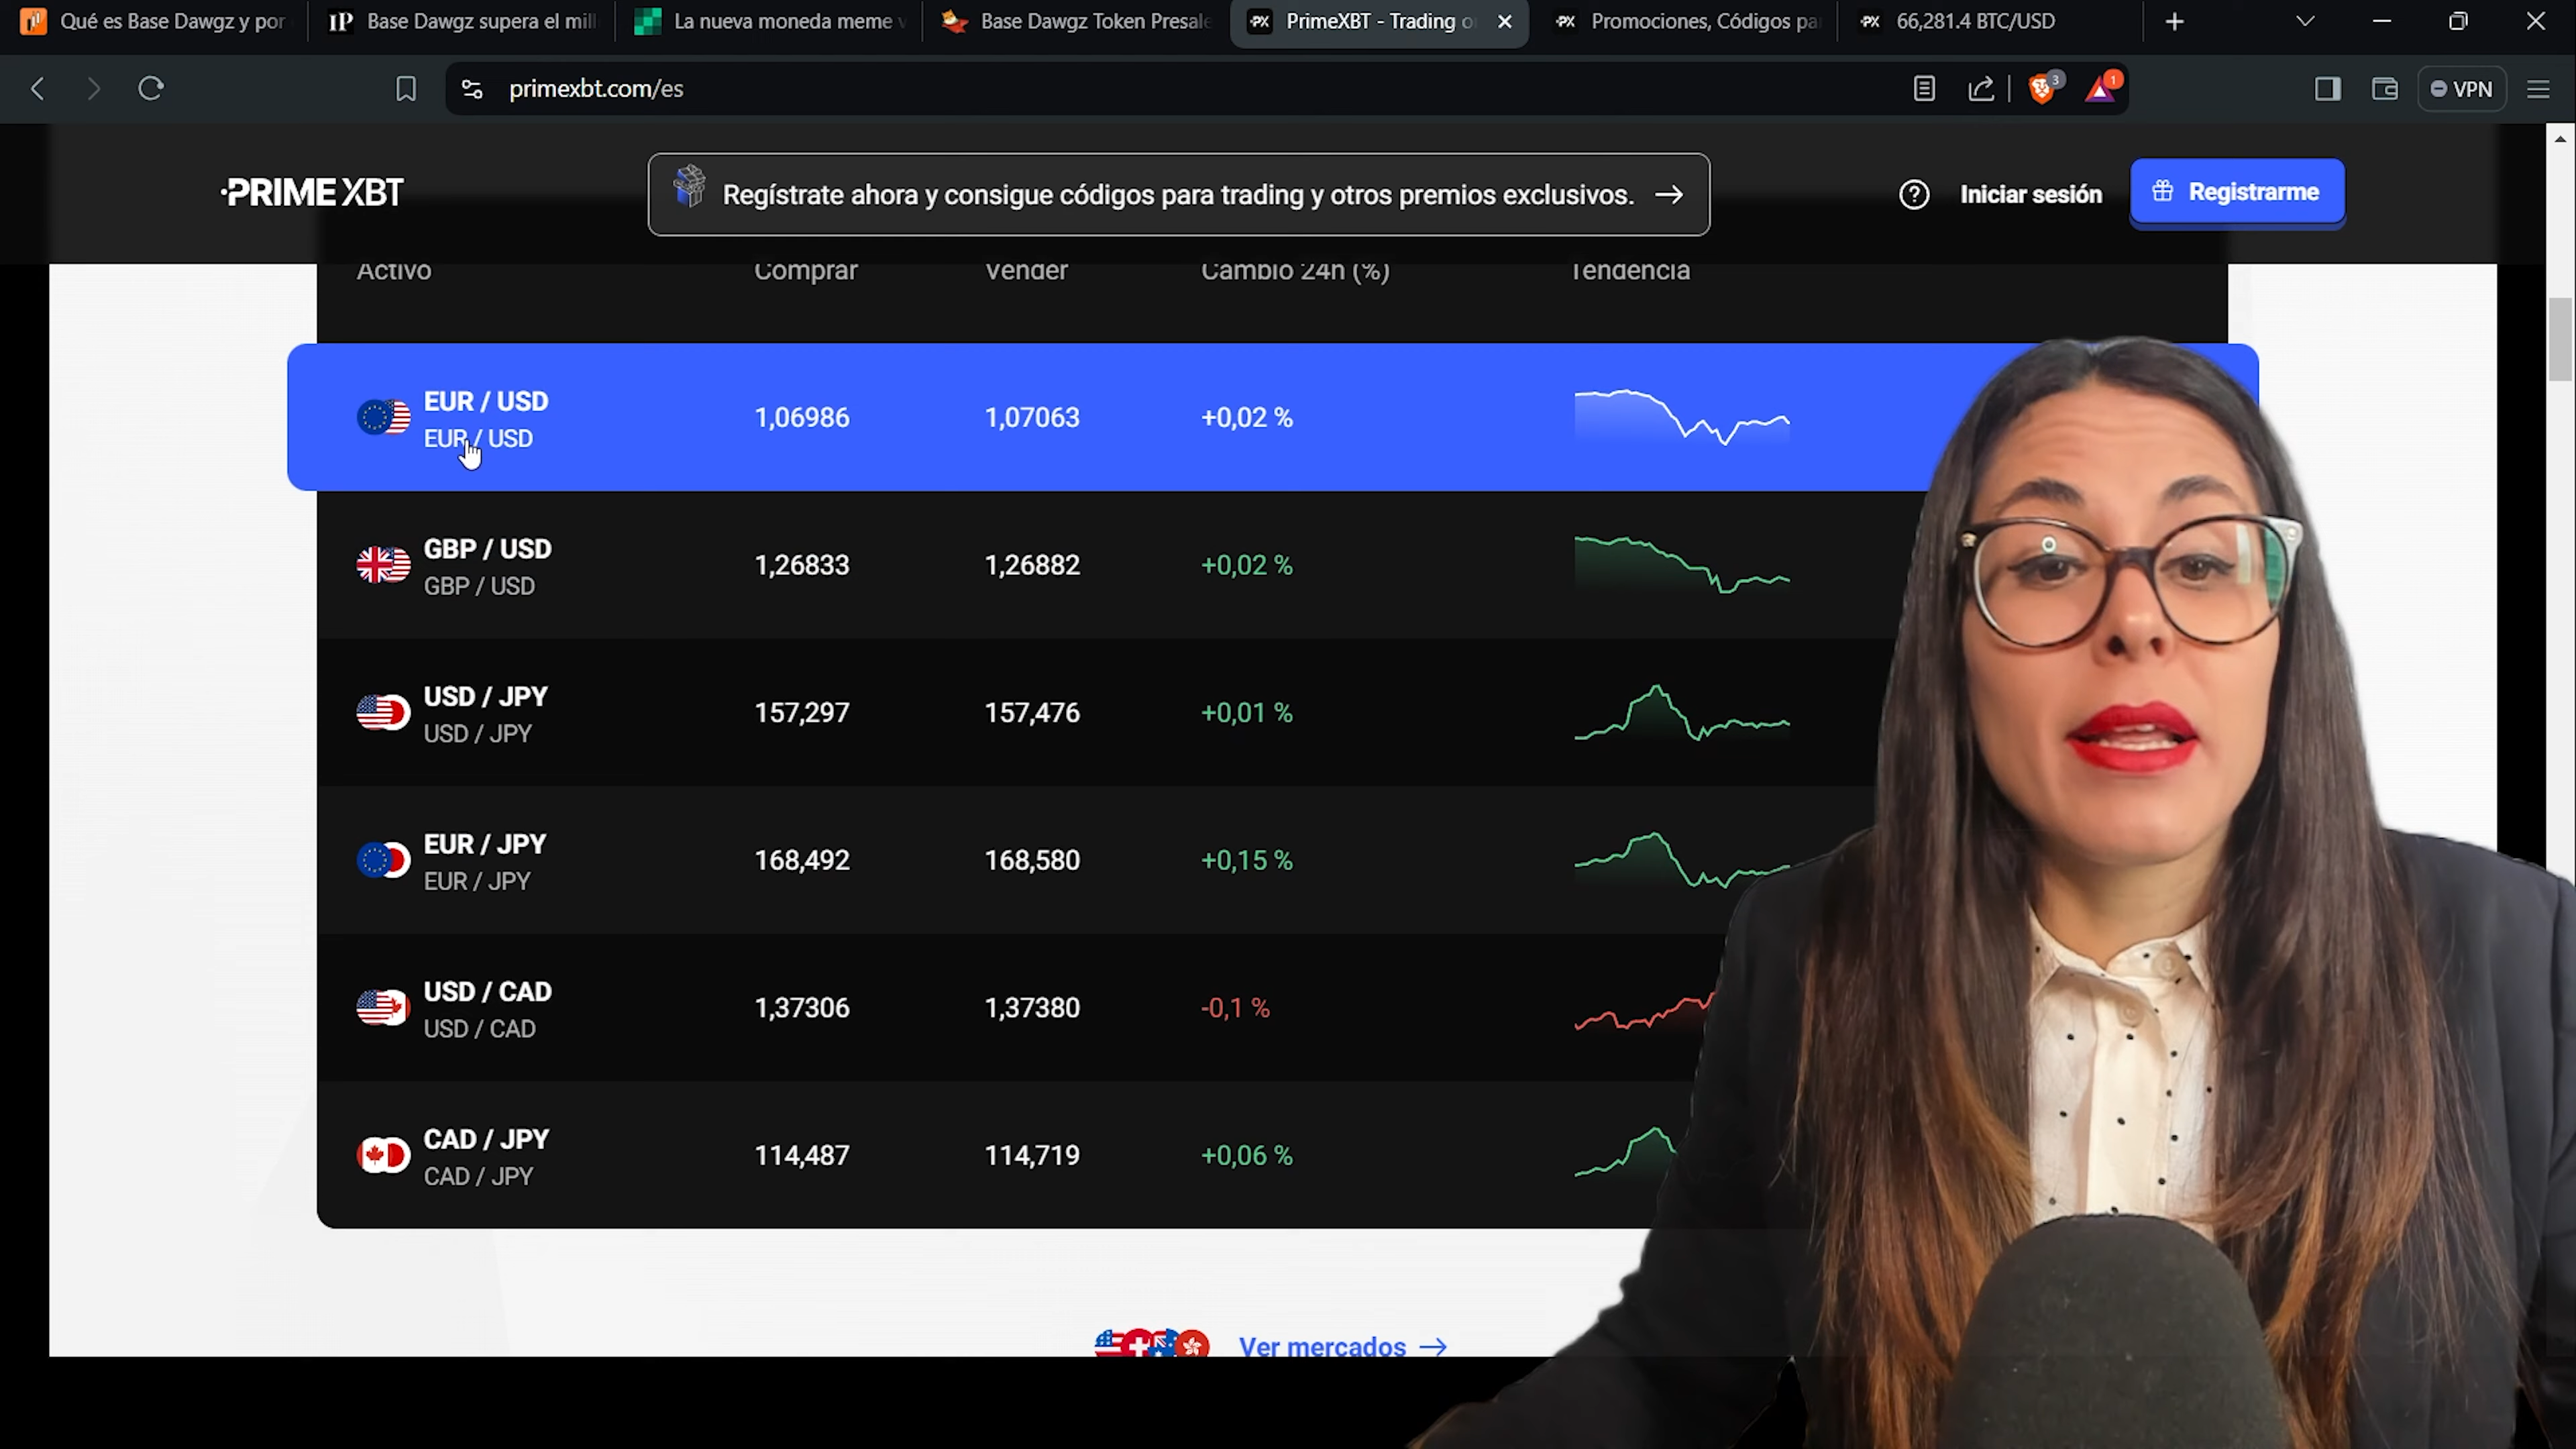 Qué es Base Dawgz y por
Base Dawgz supera el mill
La nueva moneda meme v
Base Dawgz Token Presale
PrimeXBT - Trading o
Promociones, Códigos pa
66,281.4 BTC/USD
primexbt.com/es
3
1
VPN
PRIME XBT
Regístrate ahora y consigue códigos para trading y otros premios exclusivos.
Iniciar sesión
Registrarme
Activo Comprar Vender Cambio 24h (%) Tendencia
EUR / USD
EUR / USD
1,06986 1,07063 +0,02 %
GBP / USD
GBP / USD
1,26833 1,26882 +0,02 %
USD / JPY
USD / JPY
157,297 157,476 +0,01 %
EUR / JPY
EUR / JPY
168,492 168,580 +0,15 %
USD / CAD
USD / CAD
1,37306 1,37380 -0,1 %
CAD / JPY
CAD / JPY
114,487 114,719 +0,06 %
Ver mercados